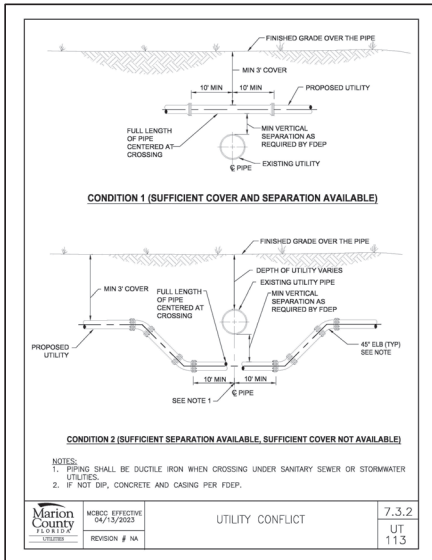 FINISHED GRADE OVER THE PIPE
MIN 3' COVER
10' MIN
10' MIN
PROPOSED
UTILITY
FULL LENGTH
OF PIPE
CENTERED AT
CROSSING
MIN VERTICAL
SEPARATION AS
REQUIRED BY FDEP
EXISTING UTILITY
℄ PIPE
CONDITION 1 (SUFFICIENT COVER AND SEPARATION AVAILABLE)
FINISHED GRADE OVER THE PIPE
DEPTH OF UTILITY VARIES
EXISTING UTILITY PIPE
MIN VERTICAL
SEPARATION AS
REQUIRED BY FDEP
MIN 3' COVER
FULL LENGTH
OF PIPE
CENTERED AT
CROSSING
PROPOSED
UTILITY
45° ELB (TYP)
SEE NOTE
10' MIN
10' MIN
SEE NOTE 1
℄ PIPE
CONDITION 2 (SUFFICIENT SEPARATION AVAILABLE, SUFFICIENT COVER NOT AVAILABLE)
NOTES:
1. PIPING SHALL BE DUCTILE IRON WHEN CROSSING UNDER SANITARY SEWER OR STORMWATER
UTILITIES.
2. IF NOT DIP, CONCRETE AND CASING PER FDEP.
Marion
County
FLORIDA
UTILITIES
MCBCC EFFECTIVE
04/13/2023
REVISION # NA
UTILITY CONFLICT
7.3.2
UT
113